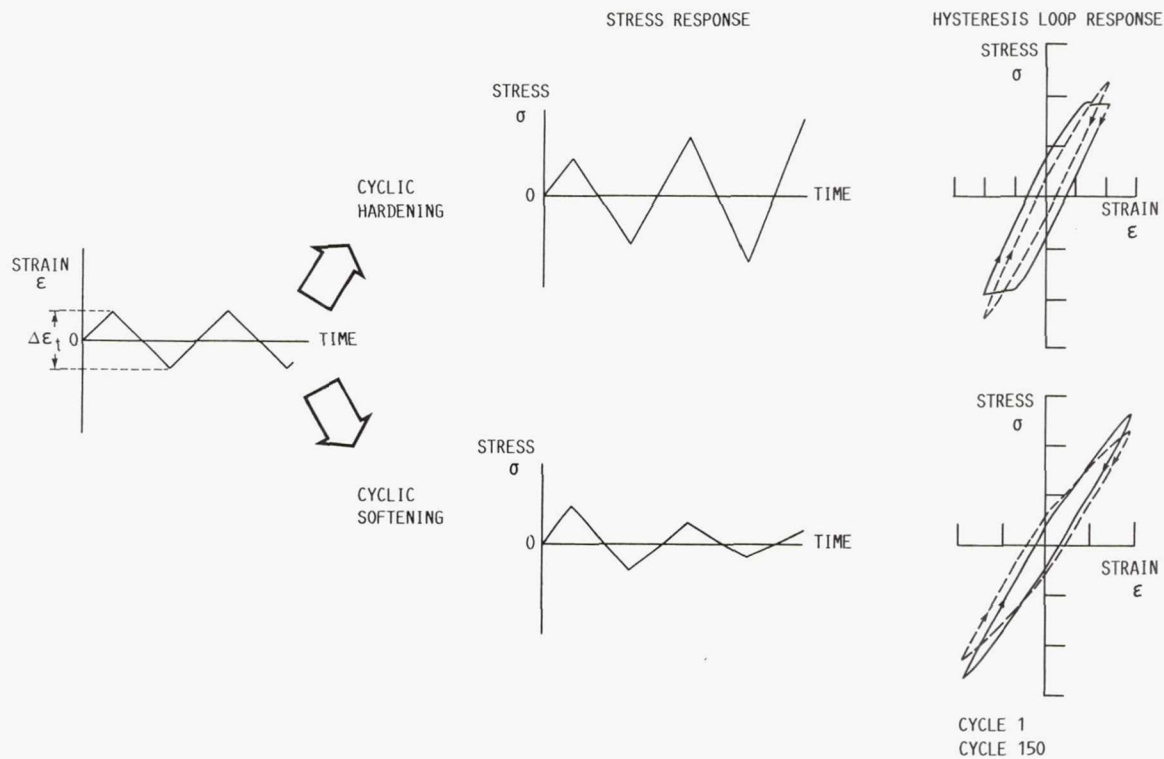 STRESS RESPONSE
HYSTERESIS LOOP RESPONSE
STRESS
σ
0
TIME
STRESS
σ
STRAIN
ε
CYCLIC
HARDENING
STRAIN
ε
Δεt 0
TIME
CYCLIC
SOFTENING
STRESS
σ
0
TIME
STRESS
σ
STRAIN
ε
CYCLE 1
CYCLE 150